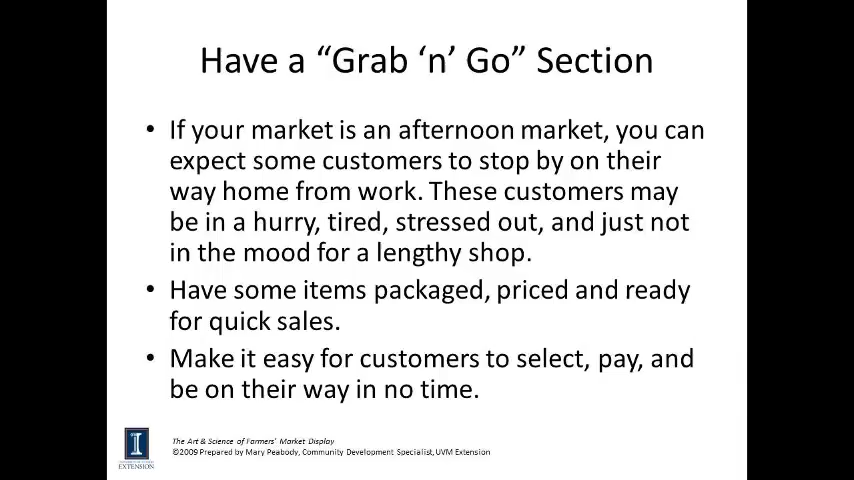 Have a “Grab ‘n’ Go” Section
• If your market is an afternoon market, you can
expect some customers to stop by on their
way home from work. These customers may
be in a hurry, tired, stressed out, and just not
in the mood for a lengthy shop.
• Have some items packaged, priced and ready
for quick sales.
• Make it easy for customers to select, pay, and
be on their way in no time.
The Art & Science of Farmers' Market Display
©2009 Prepared by Mary Peabody, Community Development Specialist, UVM Extension
I
EXTENSION